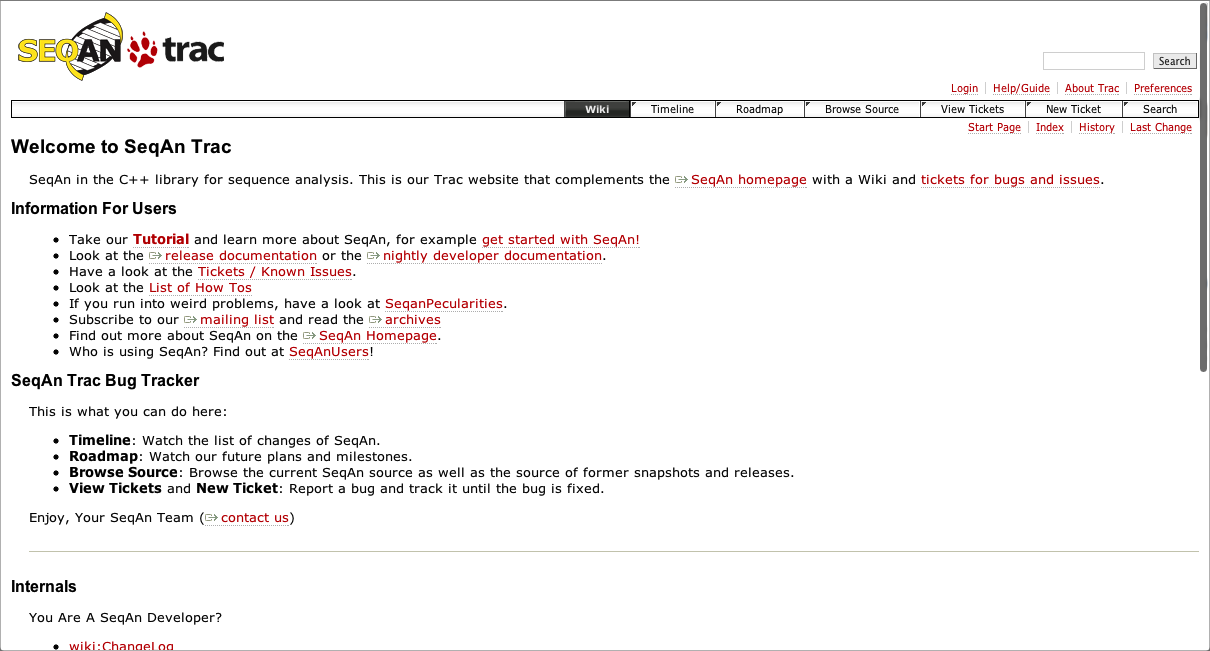 SEQAN trac
Search
Login Help/Guide About Trac Preferences
Wiki Timeline Roadmap Browse Source View Tickets New Ticket Search
Start Page Index History Last Change
Welcome to SeqAn Trac
SeqAn in the C++ library for sequence analysis. This is our Trac website that complements the SeqAn homepage with a Wiki and tickets for bugs and issues.
Information For Users
Take our Tutorial and learn more about SeqAn, for example get started with SeqAn!
Look at the release documentation or the nightly developer documentation.
Have a look at the Tickets / Known Issues.
Look at the List of How Tos
If you run into weird problems, have a look at SeqanPecularities.
Subscribe to our mailing list and read the archives
Find out more about SeqAn on the SeqAn Homepage.
Who is using SeqAn? Find out at SeqAnUsers!
SeqAn Trac Bug Tracker
This is what you can do here:
Timeline: Watch the list of changes of SeqAn.
Roadmap: Watch our future plans and milestones.
Browse Source: Browse the current SeqAn source as well as the source of former snapshots and releases.
View Tickets and New Ticket: Report a bug and track it until the bug is fixed.
Enjoy, Your SeqAn Team (contact us)
Internals
You Are A SeqAn Developer?
wiki:ChangeLog